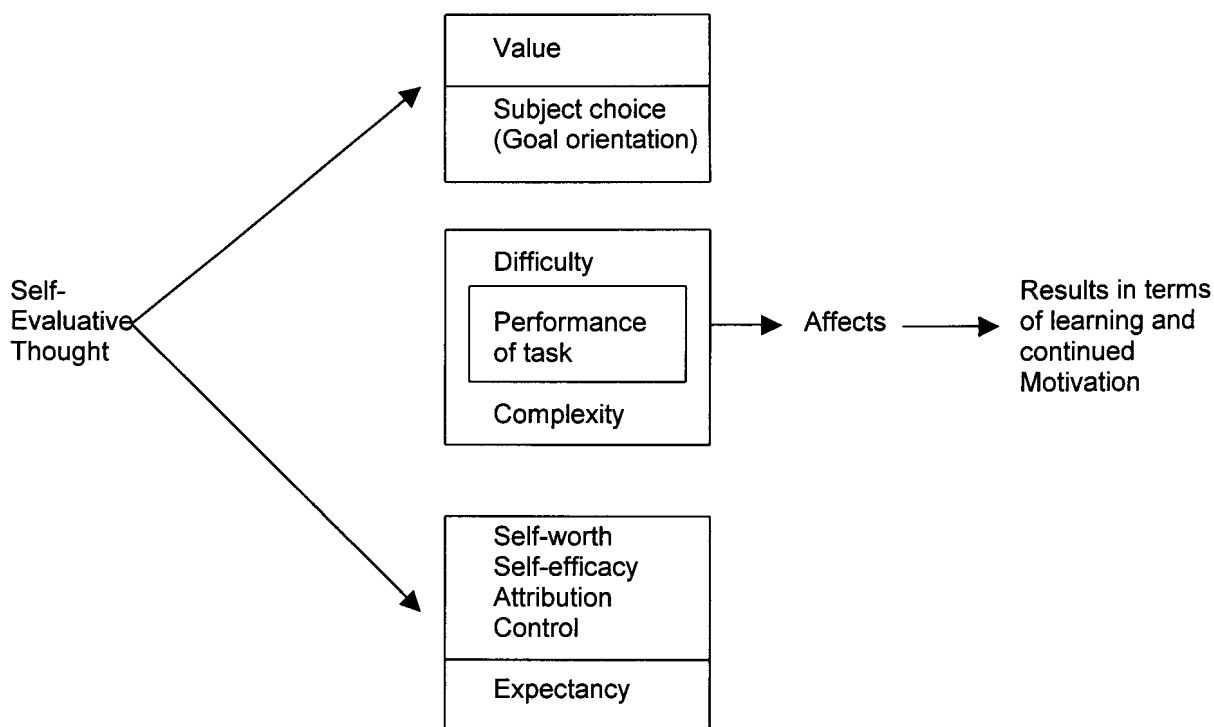 Value
Subject choice
(Goal orientation)
Self-
Evaluative
Thought
Difficulty
Performance
of task
Complexity
Affects
Results in terms
of learning and
continued
Motivation
Self-worth
Self-efficacy
Attribution
Control
Expectancy